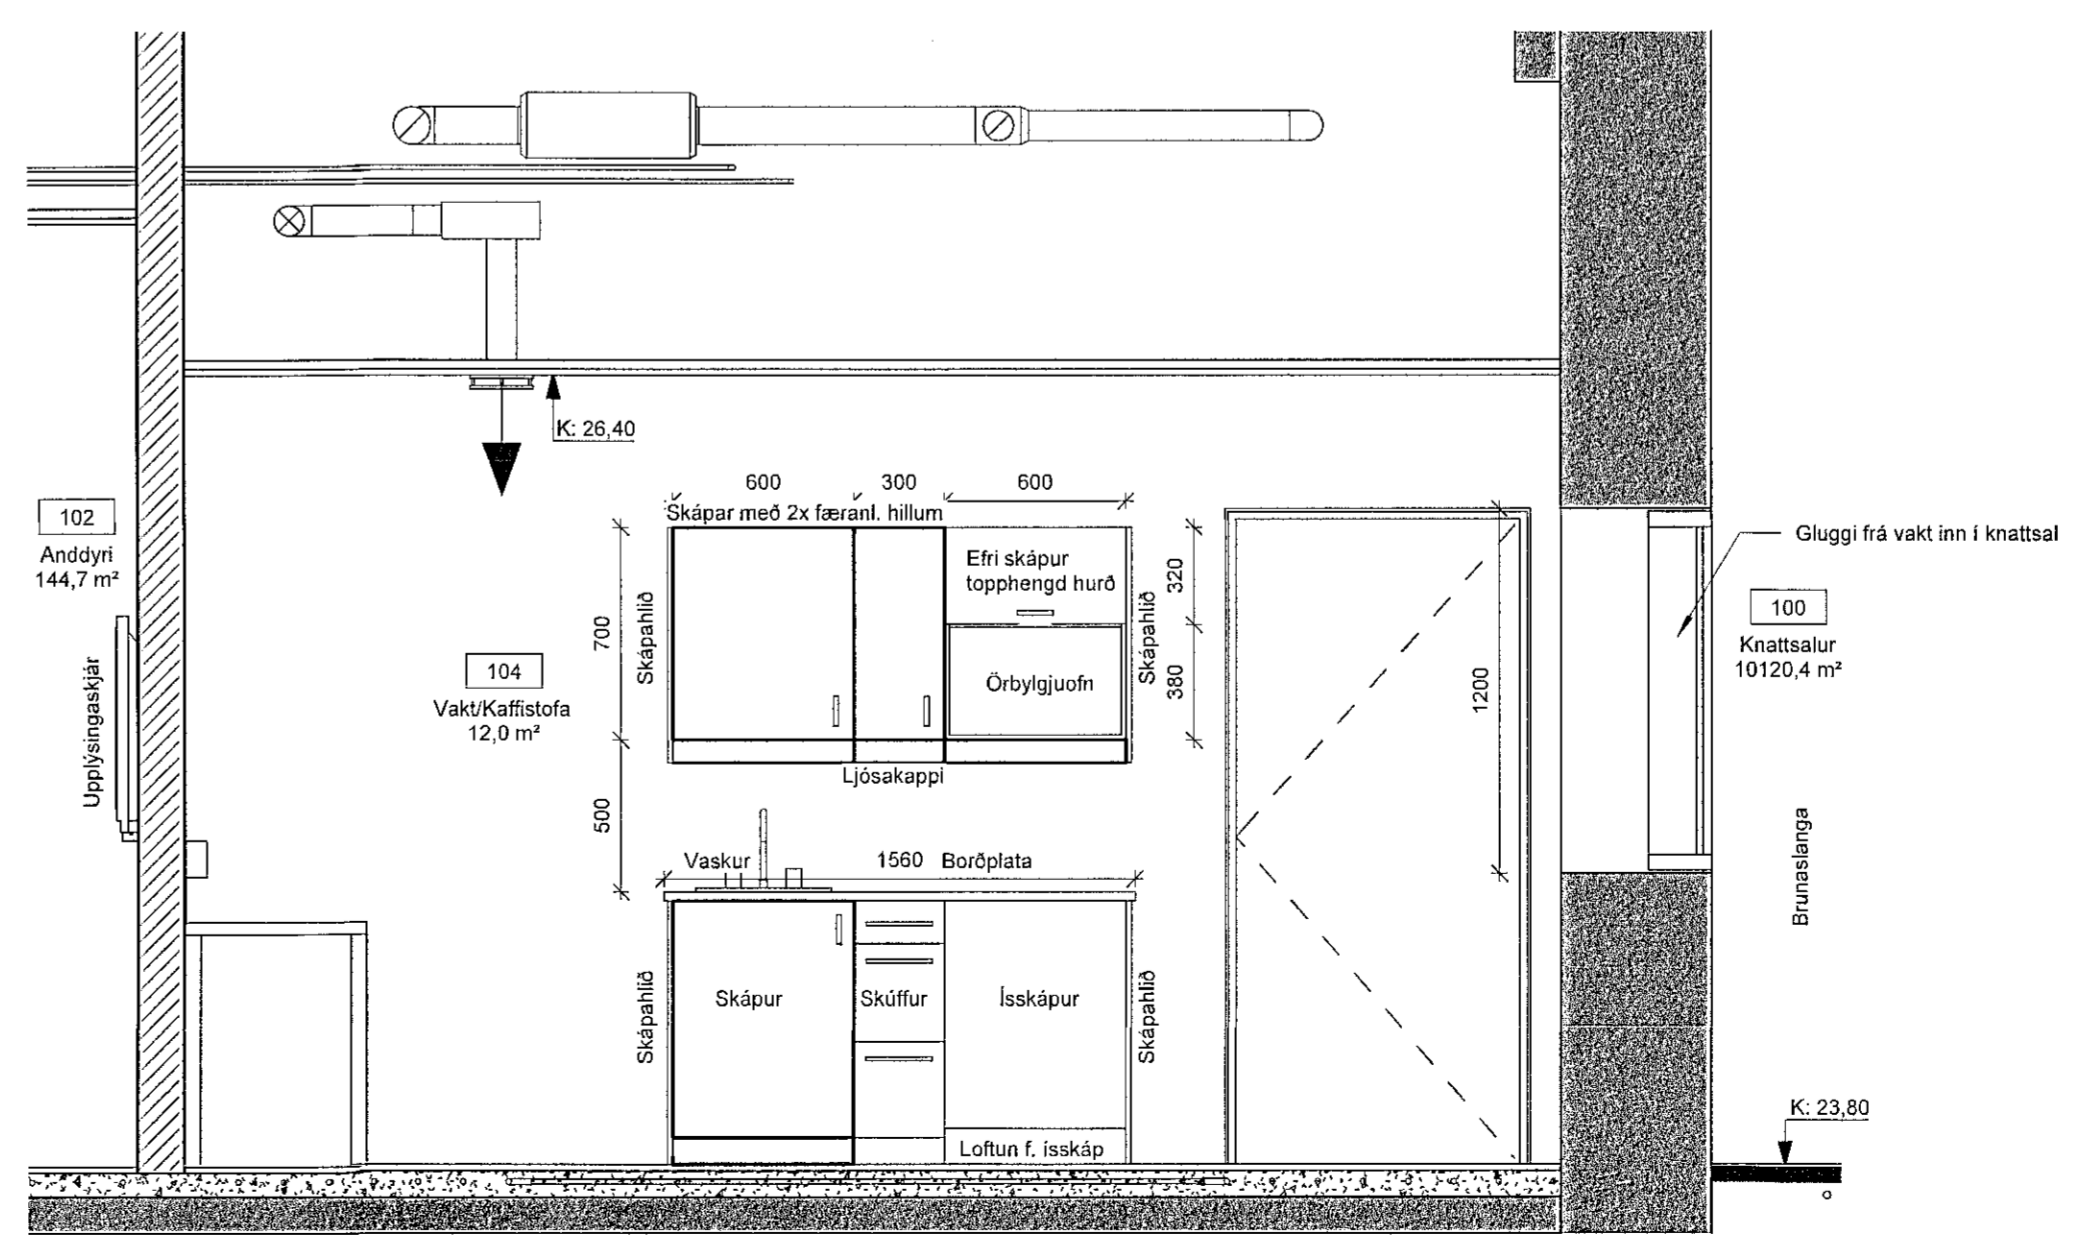 K: 26,40
600
300
600
Skápar með 2x færanl. hillum
102
Anddyri
144,7 m²
Upplýsingaskjár
104
Vakt/Kaffistofa
12,0 m²
700
500
Skápahlið
Efri skápur
topphengd hurð
Örbylgjuofn
Skápahlið
320
380
Ljósakappi
Vaskur
1560
Borðplata
Skápahlið
Skápur
Skúffur
Ísskápur
Loftun f. ísskáp
Skápahlið
1200
Gluggi frá vakt inn í knattsal
100
Knattsalur
10120,4 m²
Brunaslanga
K: 23,80